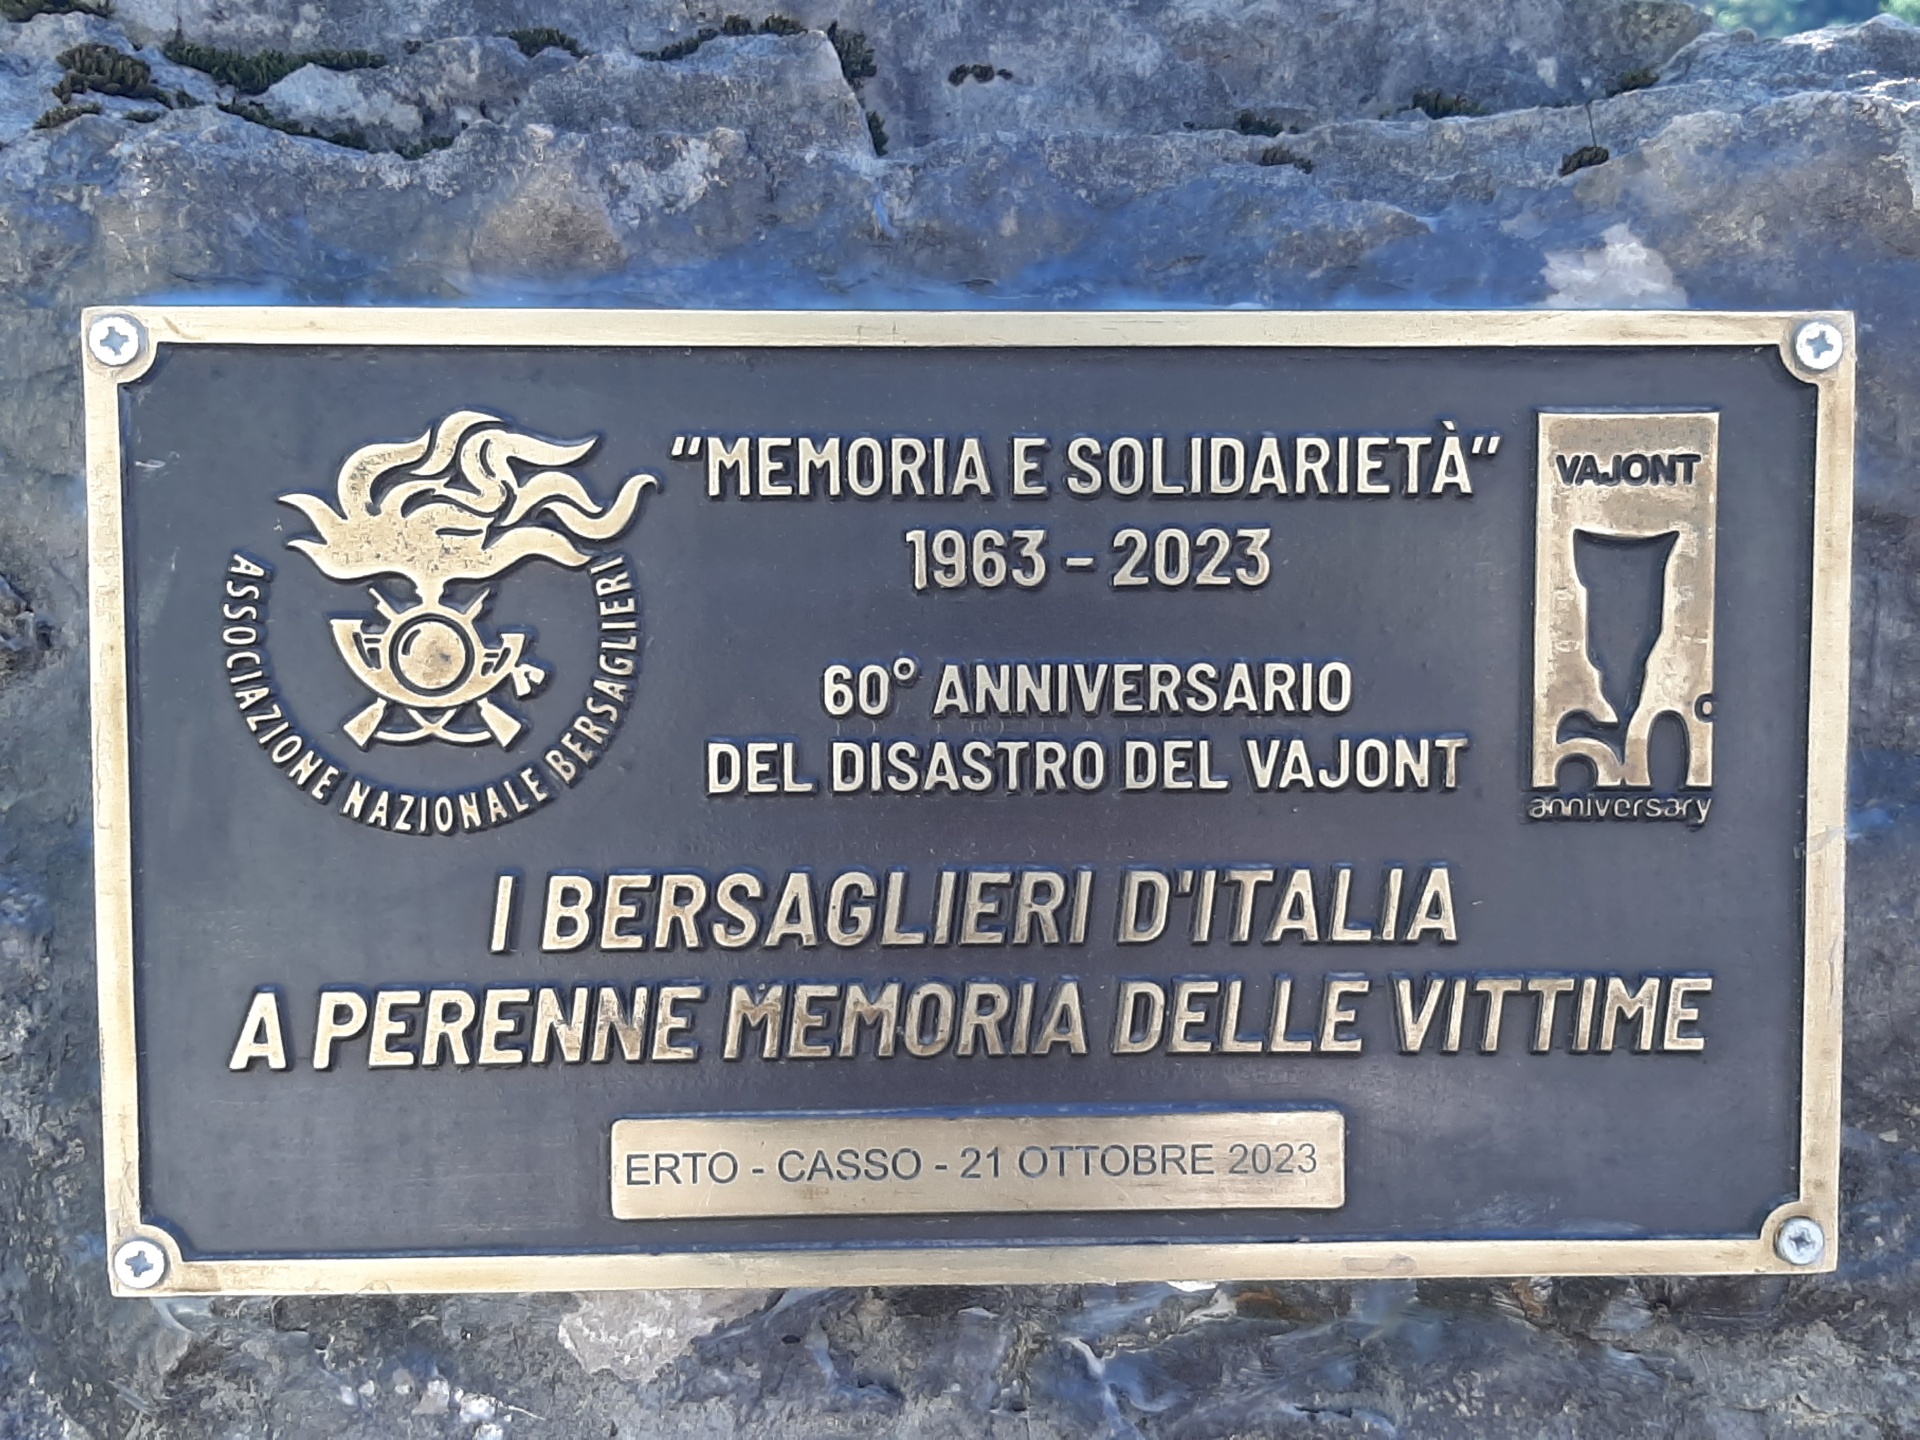 ASSOCIAZIONE NAZIONALE BERSAGLIERI
"MEMORIA E SOLIDARIETÀ"
1963 - 2023
60° ANNIVERSARIO
DEL DISASTRO DEL VAJONT
VAJONT
60°
anniversary
I BERSAGLIERI D'ITALIA
A PERENNE MEMORIA DELLE VITTIME
ERTO - CASSO - 21 OTTOBRE 2023